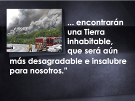 ... encontrarán
una Tierra
inhabitable,
que será aún
más desagradable e insalubre
para nosotros."